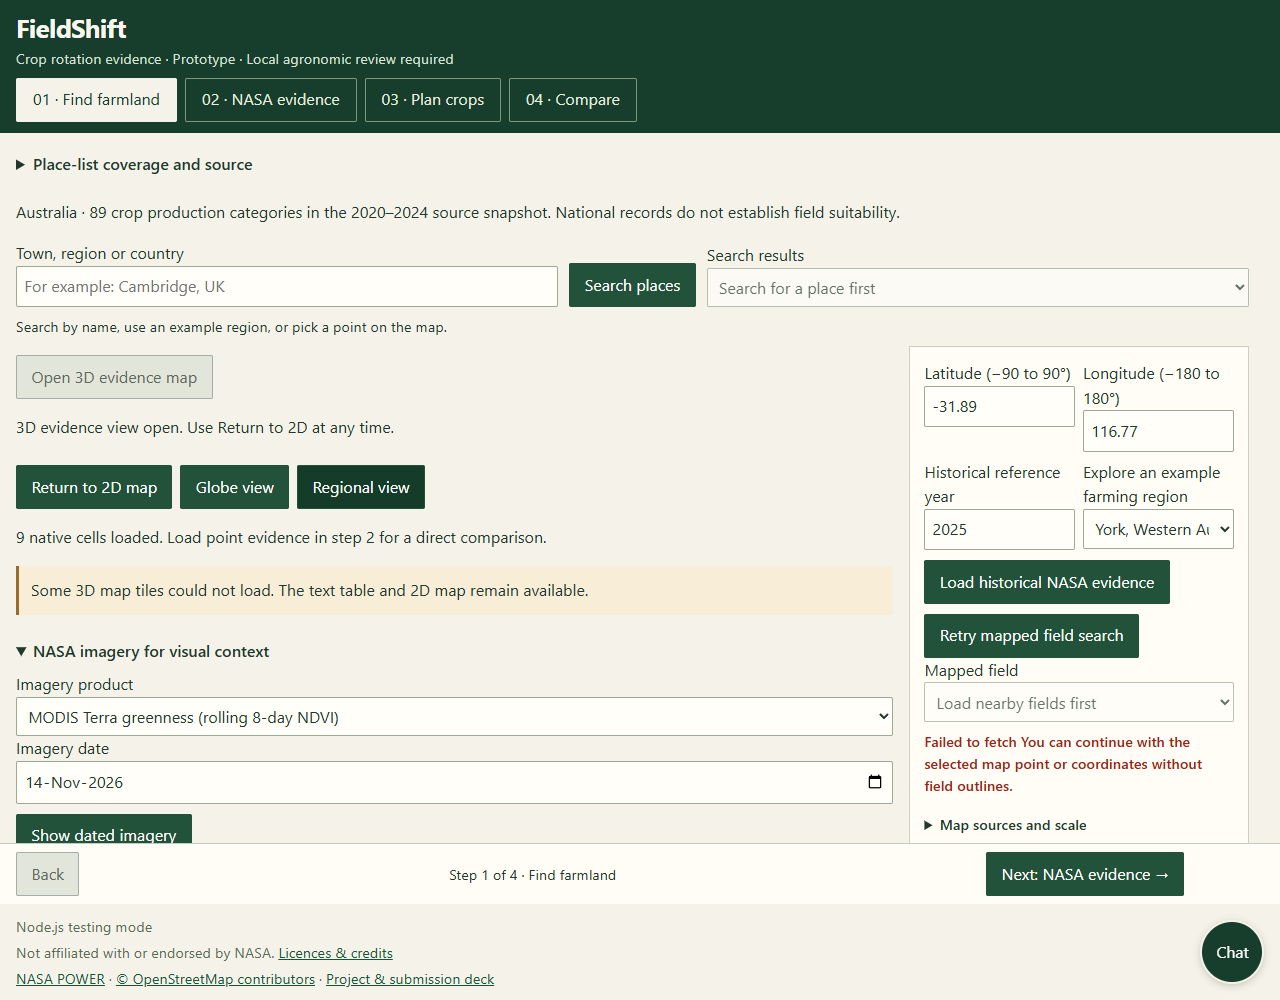 FieldShift
Crop rotation evidence · Prototype · Local agronomic review required
01 · Find farmland
02 · NASA evidence
03 · Plan crops
04 · Compare
Place-list coverage and source
Australia · 89 crop production categories in the 2020–2024 source snapshot. National records do not establish field suitability.
Town, region or country
For example: Cambridge, UK
Search places
Search results
Search for a place first
Search by name, use an example region, or pick a point on the map.
Open 3D evidence map
3D evidence view open. Use Return to 2D at any time.
Return to 2D map
Globe view
Regional view
9 native cells loaded. Load point evidence in step 2 for a direct comparison.
Some 3D map tiles could not load. The text table and 2D map remain available.
NASA imagery for visual context
Imagery product
MODIS Terra greenness (rolling 8-day NDVI)
Imagery date
14-Nov-2026
Show dated imagery
Latitude (−90 to 90°)
-31.89
Longitude (−180 to
180°)
116.77
Historical reference
year
2025
Explore an example
farming region
York, Western Au
Load historical NASA evidence
Retry mapped field search
Mapped field
Load nearby fields first
Failed to fetch You can continue with the
selected map point or coordinates without
field outlines.
Map sources and scale
Back
Step 1 of 4 · Find farmland
Next: NASA evidence →
Node.js testing mode
Not affiliated with or endorsed by NASA. Licences & credits
NASA POWER · © OpenStreetMap contributors · Project & submission deck
Chat